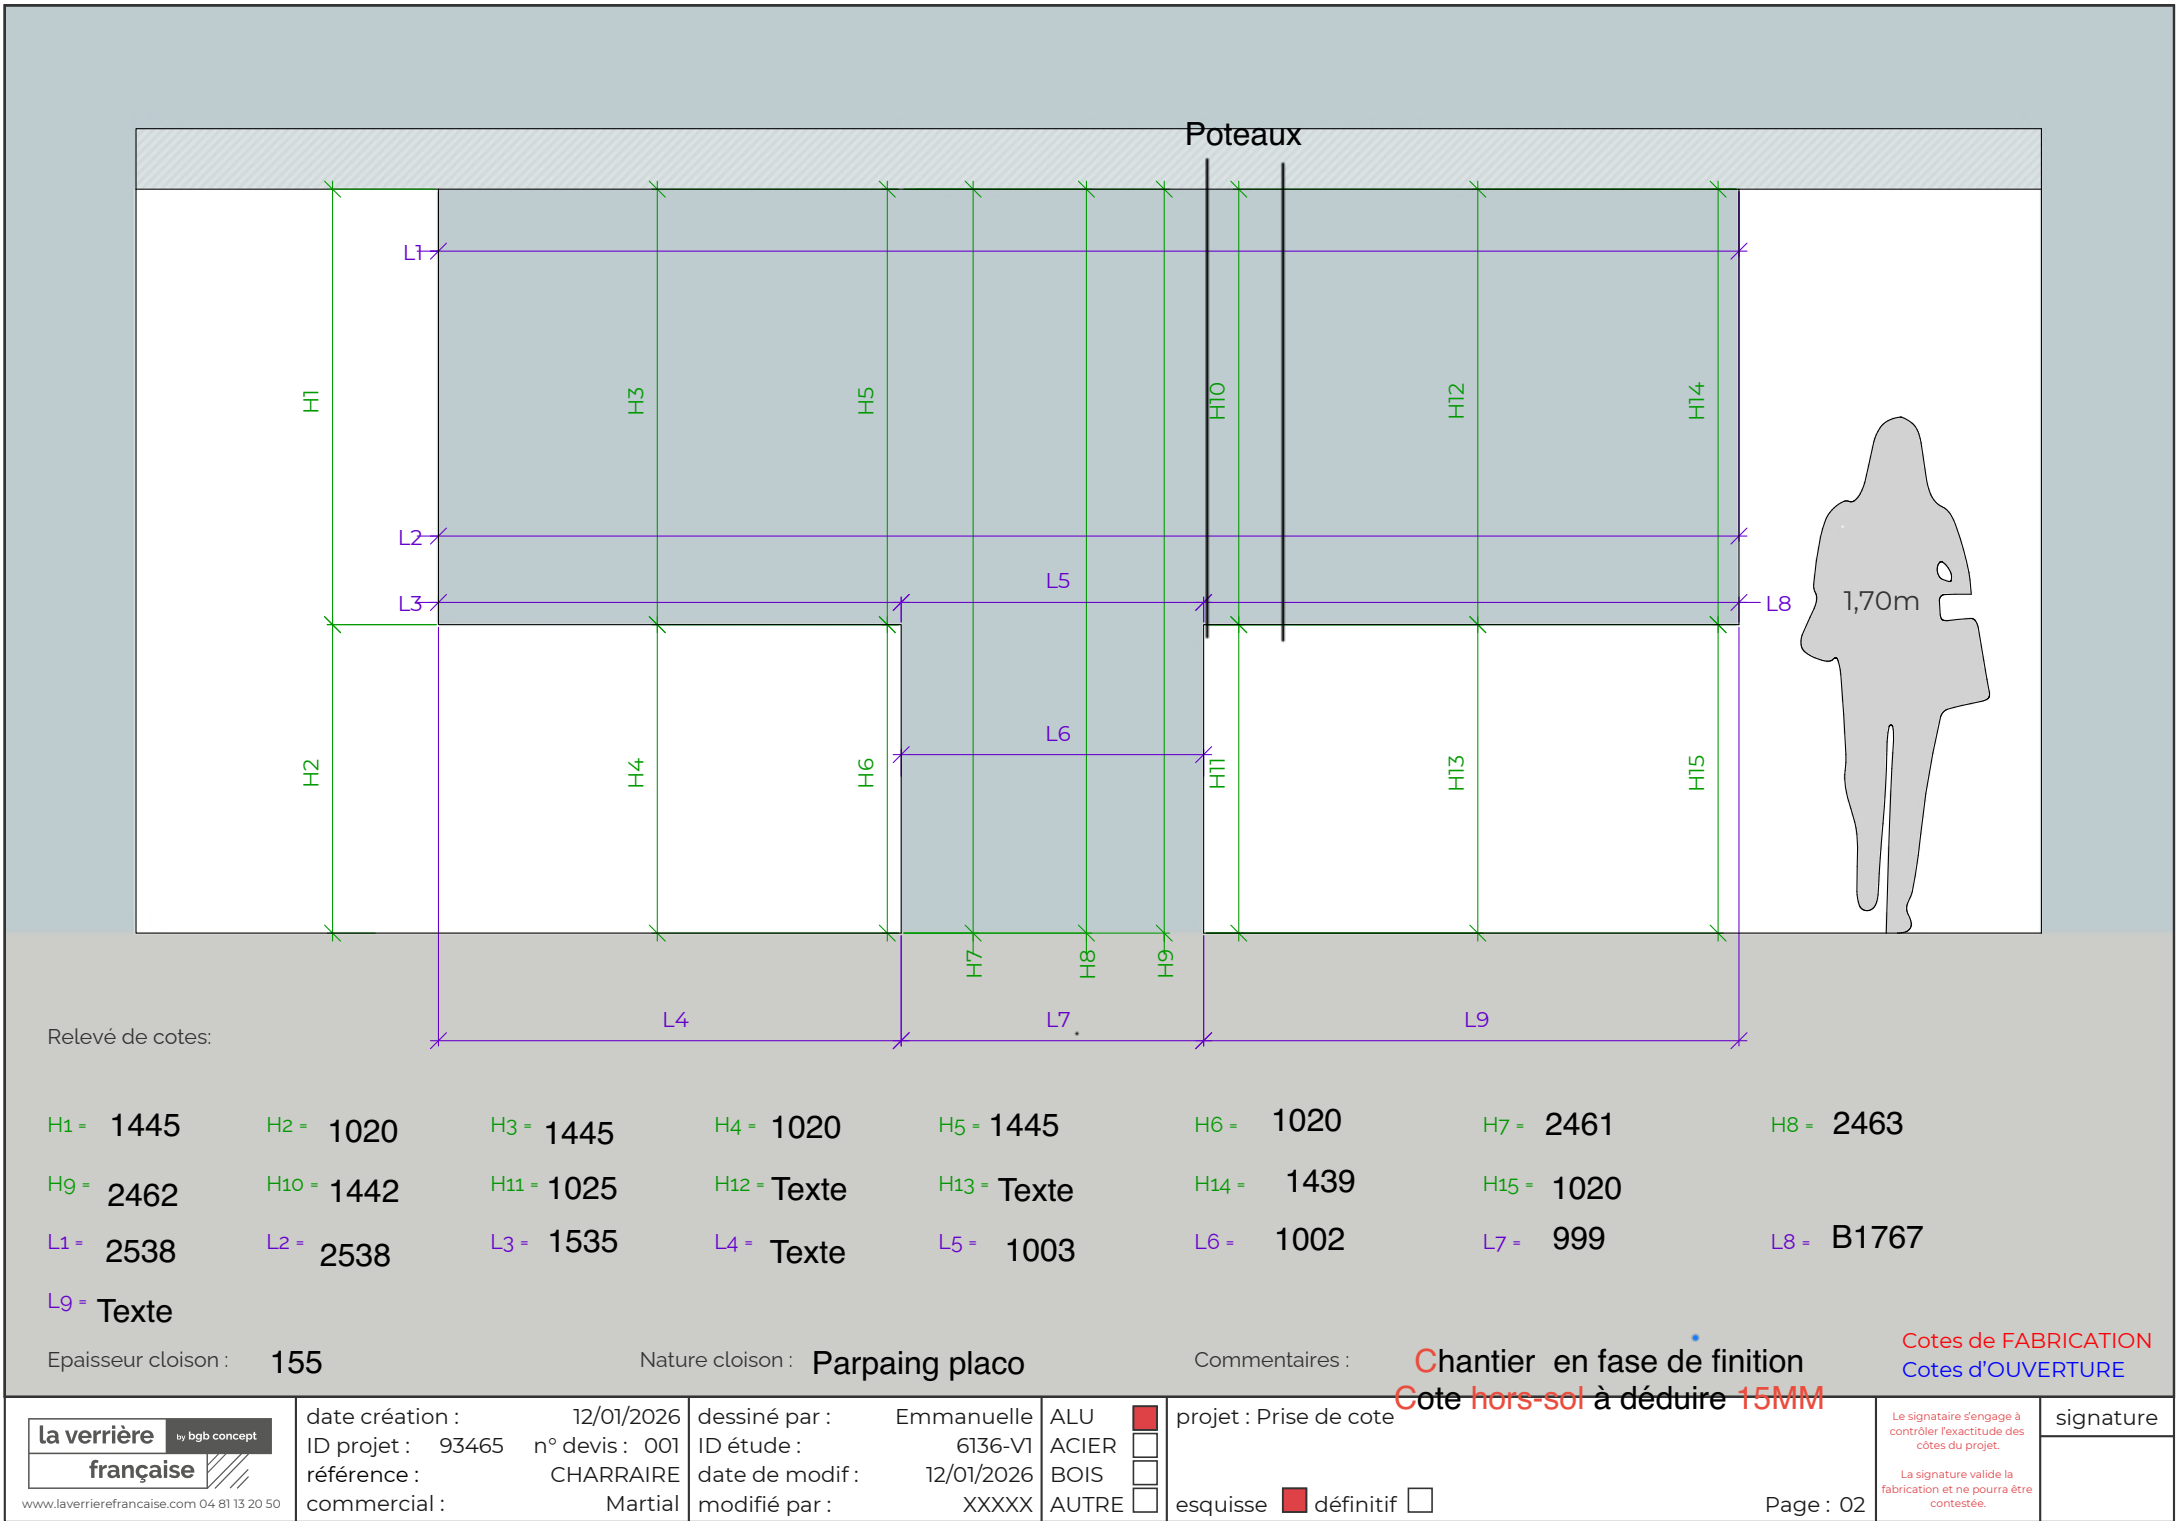 Poteaux
L1
H1
H3
H5
H10
H12
H14
L2
L5
L3
L8
1,70m
L6
H2
H4
H6
H11
H13
H15
H7
H8
H9
L4
L7
L9
Relevé de cotes:
H1 = 1445
H2 = 1020
H3 = 1445
H4 = 1020
H5 = 1445
H6 = 1020
H7 = 2461
H8 = 2463
H9 = 2462
H10 = 1442
H11 = 1025
H12 = Texte
H13 = Texte
H14 = 1439
H15 = 1020
L1 = 2538
L2 = 2538
L3 = 1535
L4 = Texte
L5 = 1003
L6 = 1002
L7 = 999
L8 = B1767
L9 = Texte
Epaisseur cloison : 155
Nature cloison : Parpaing placo
Commentaires : Chantier en fase de finition
Cote hors-sol à déduire 15MM
Cotes de FABRICATION
Cotes d'OUVERTURE
la verrière by bgb concept
française
www.laverrierefrancaise.com 04 81 13 20 50
date création : 12/01/2026
ID projet : 93465 n° devis : 001
référence : CHARRAIRE
commercial : Martial
dessiné par : Emmanuelle
ID étude : 6136-V1
date de modif : 12/01/2026
modifié par : XXXXX
ALU
ACIER
BOIS
AUTRE
projet : Prise de cote
esquisse définitif
Page : 02
Le signataire s'engage à
contrôler l'exactitude des
côtes du projet.
La signature valide la
fabrication et ne pourra être
contestée.
signature